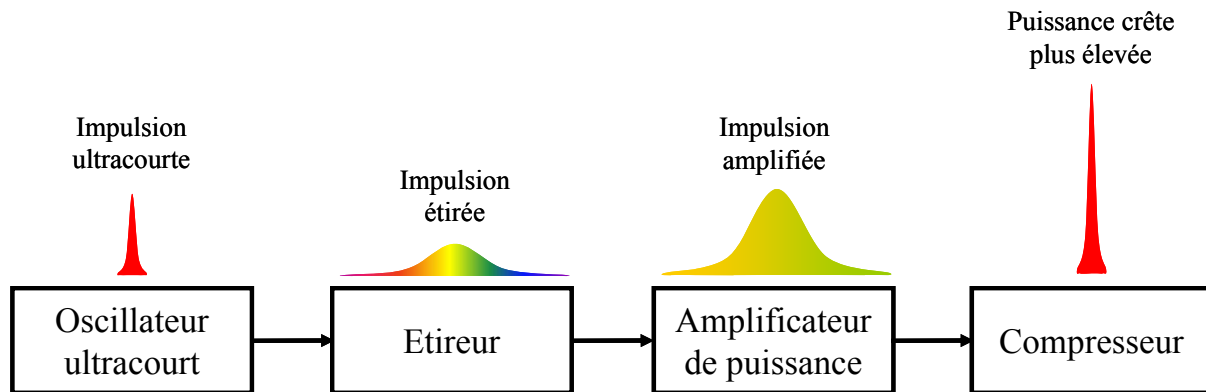 Impulsion
ultracourte
Impulsion
étirée
Impulsion
amplifiée
Puissance crête
plus élevée
Oscillateur
ultracourt
Etireur
Amplificateur
de puissance
Compresseur